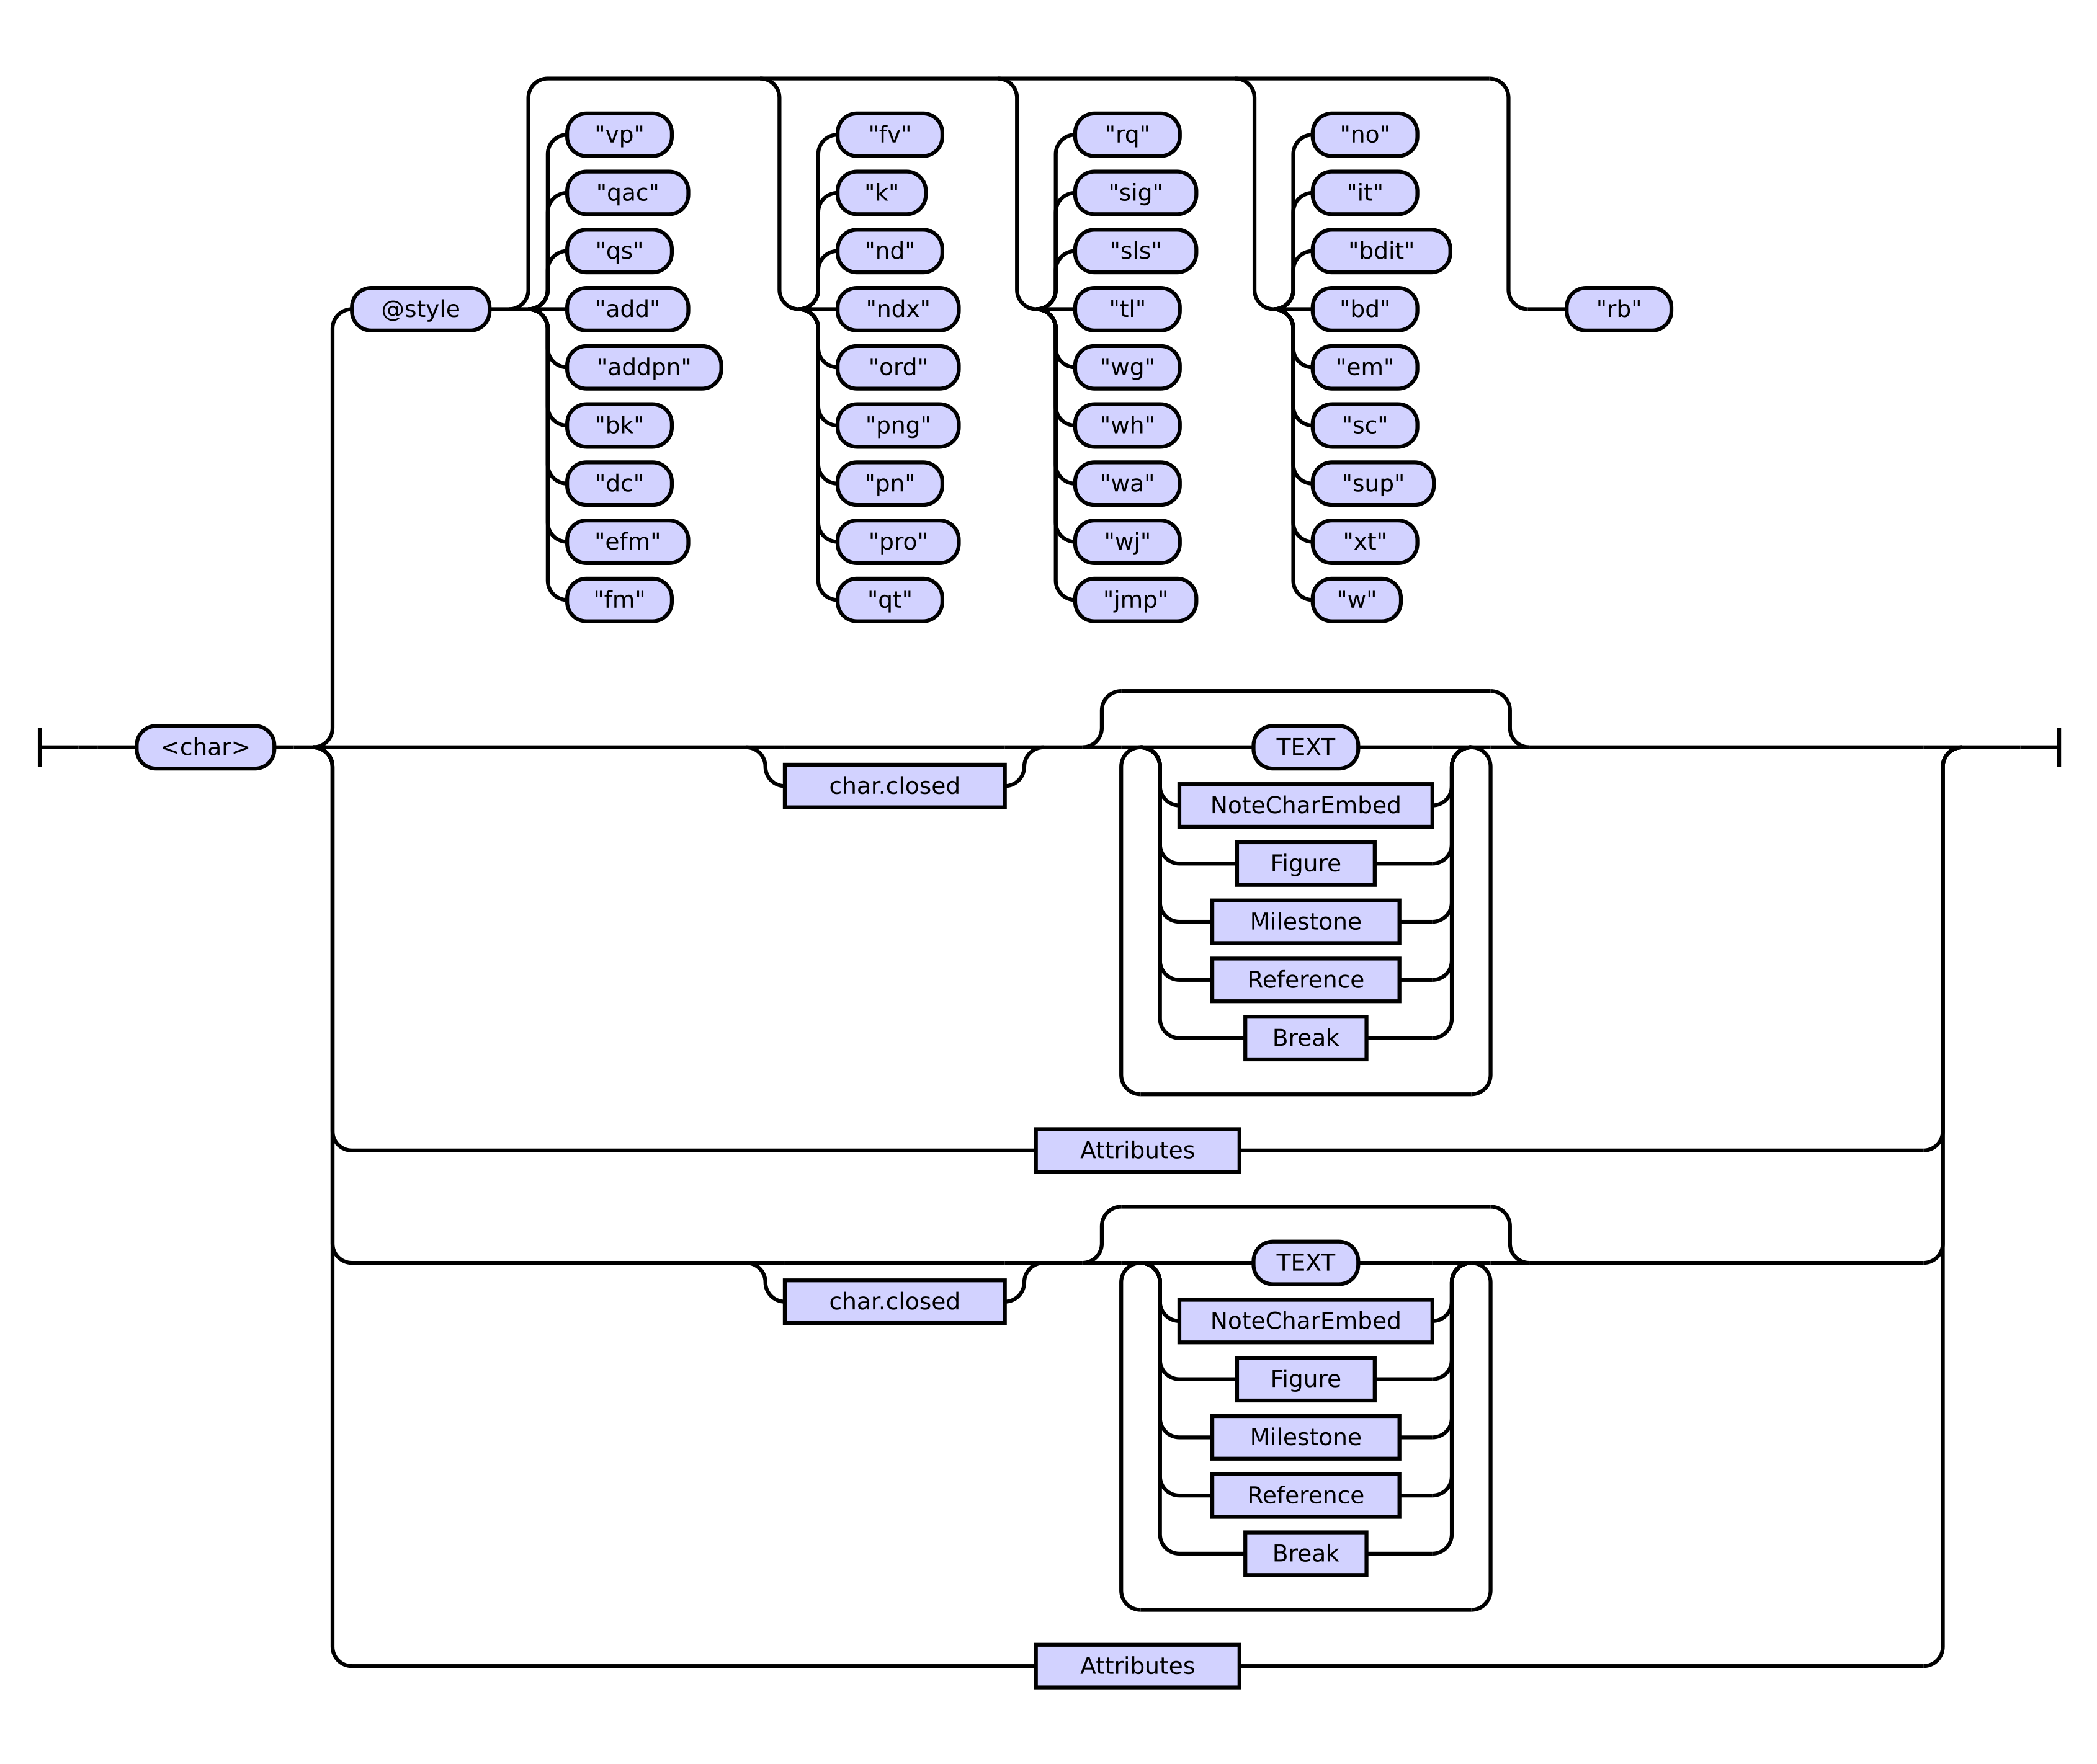 "vp" "fv" "rq" "no"
"qac" "k" "sig" "it"
"qs" "nd" "sls" "bdit"
@style "add" "ndx" "tl" "bd" "rb"
"addpn" "ord" "wg" "em"
"bk" "png" "wh" "sc"
"dc" "pn" "wa" "sup"
"efm" "pro" "wj" "xt"
"fm" "qt" "jmp" "w"
<char> TEXT
char.closed
NoteCharEmbed
Figure
Milestone
Reference
Break
Attributes
TEXT
char.closed
NoteCharEmbed
Figure
Milestone
Reference
Break
Attributes